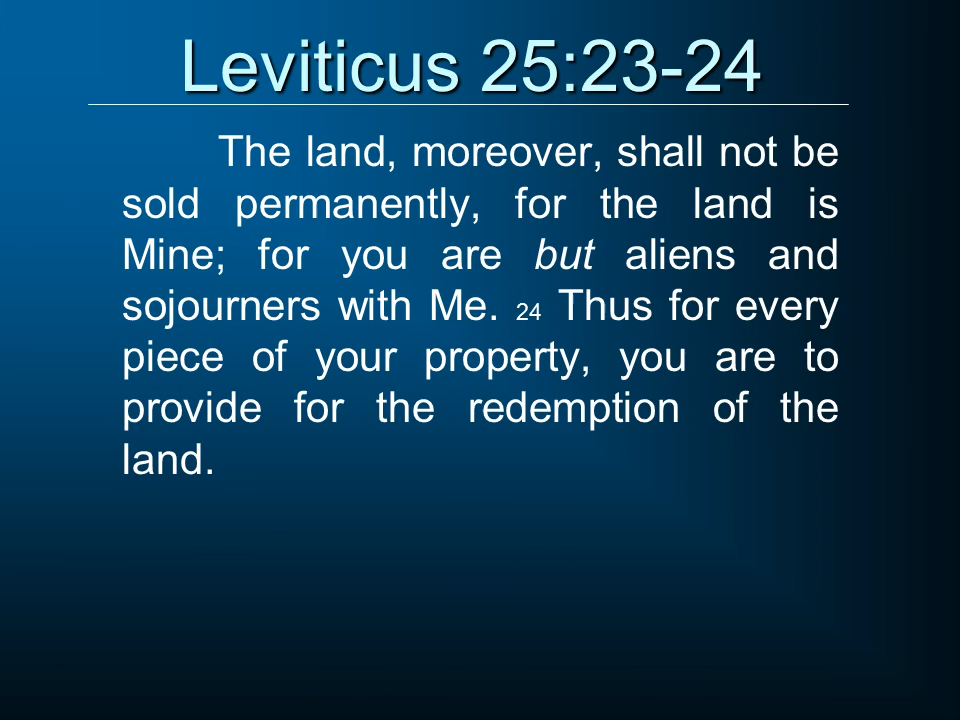 Leviticus 25:23-24
The land, moreover, shall not be
sold permanently, for the land is
Mine; for you are but aliens and
sojourners with Me. 24 Thus for every
piece of your property, you are to
provide for the redemption of the
land.